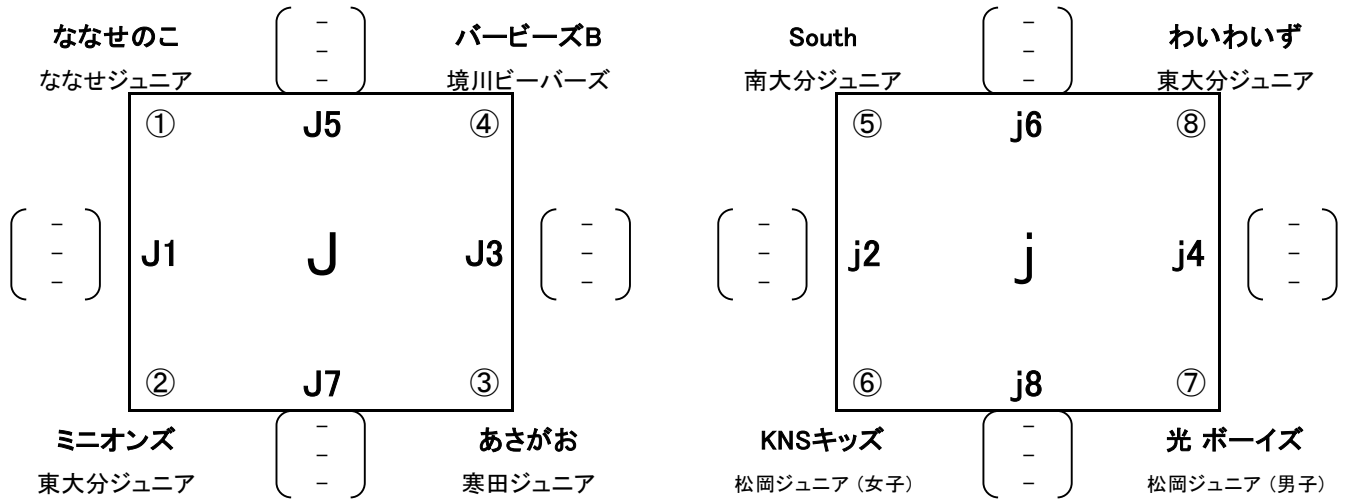 ななせのこ バービーズB South わいわいず
ななせジュニア 境川ビーバーズ 南大分ジュニア 東大分ジュニア
① J5 ④ ⑤ j6 ⑧
J1 J J3 j2 j j4
② J7 ③ ⑥ j8 ⑦
ミニオンズ あさがお KNSキッズ 光 ボーイズ
東大分ジュニア 寒田ジュニア 松岡ジュニア（女子） 松岡ジュニア（男子）